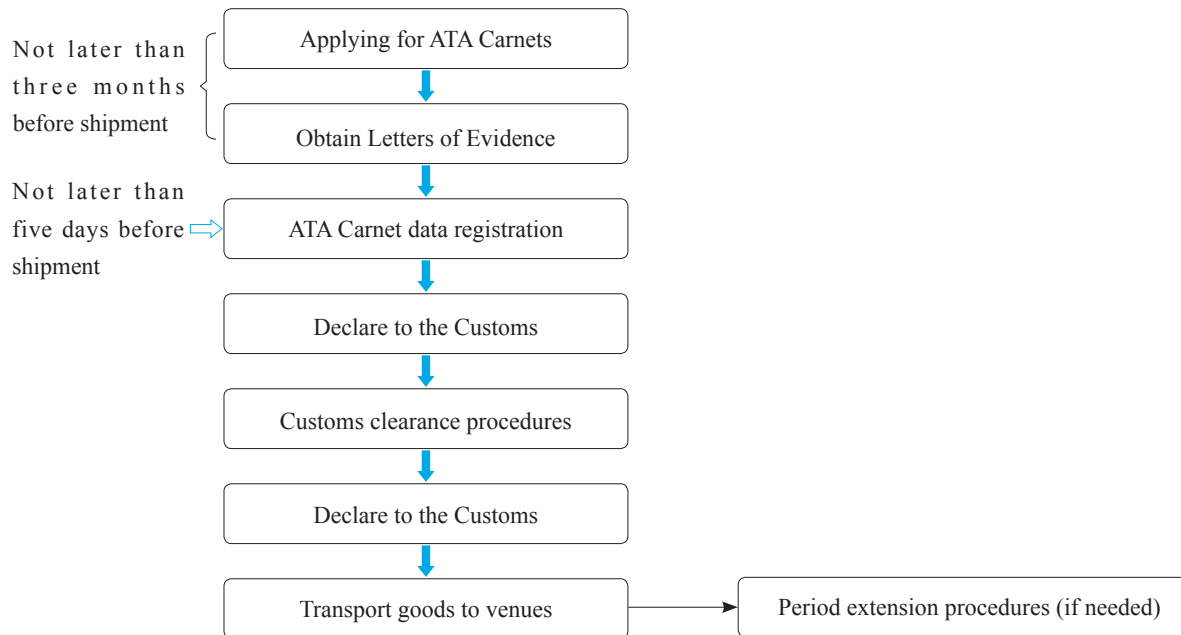 Applying for ATA Carnets
Not later than
three months
before shipment
Obtain Letters of Evidence
Not later than
five days before
shipment
ATA Carnet data registration
Declare to the Customs
Customs clearance procedures
Declare to the Customs
Transport goods to venues
Period extension procedures (if needed)